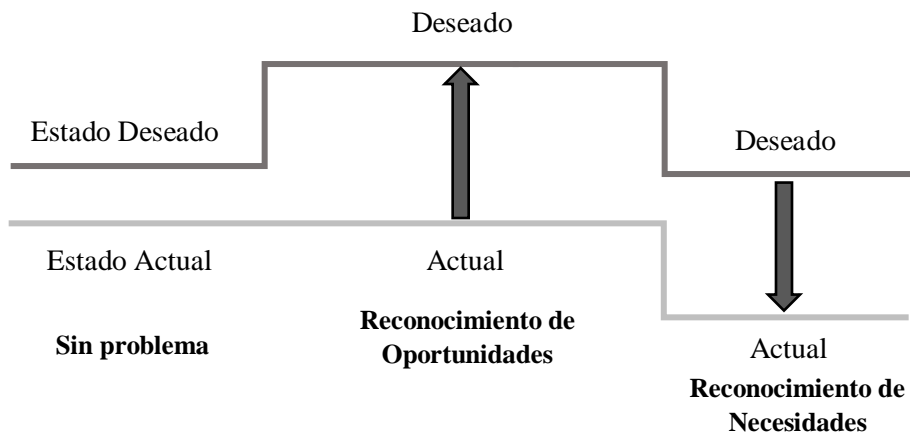 Deseado
Estado Deseado
Deseado
Estado Actual
Actual
Sin problema
Reconocimiento de
Oportunidades
Actual
Reconocimiento de
Necesidades